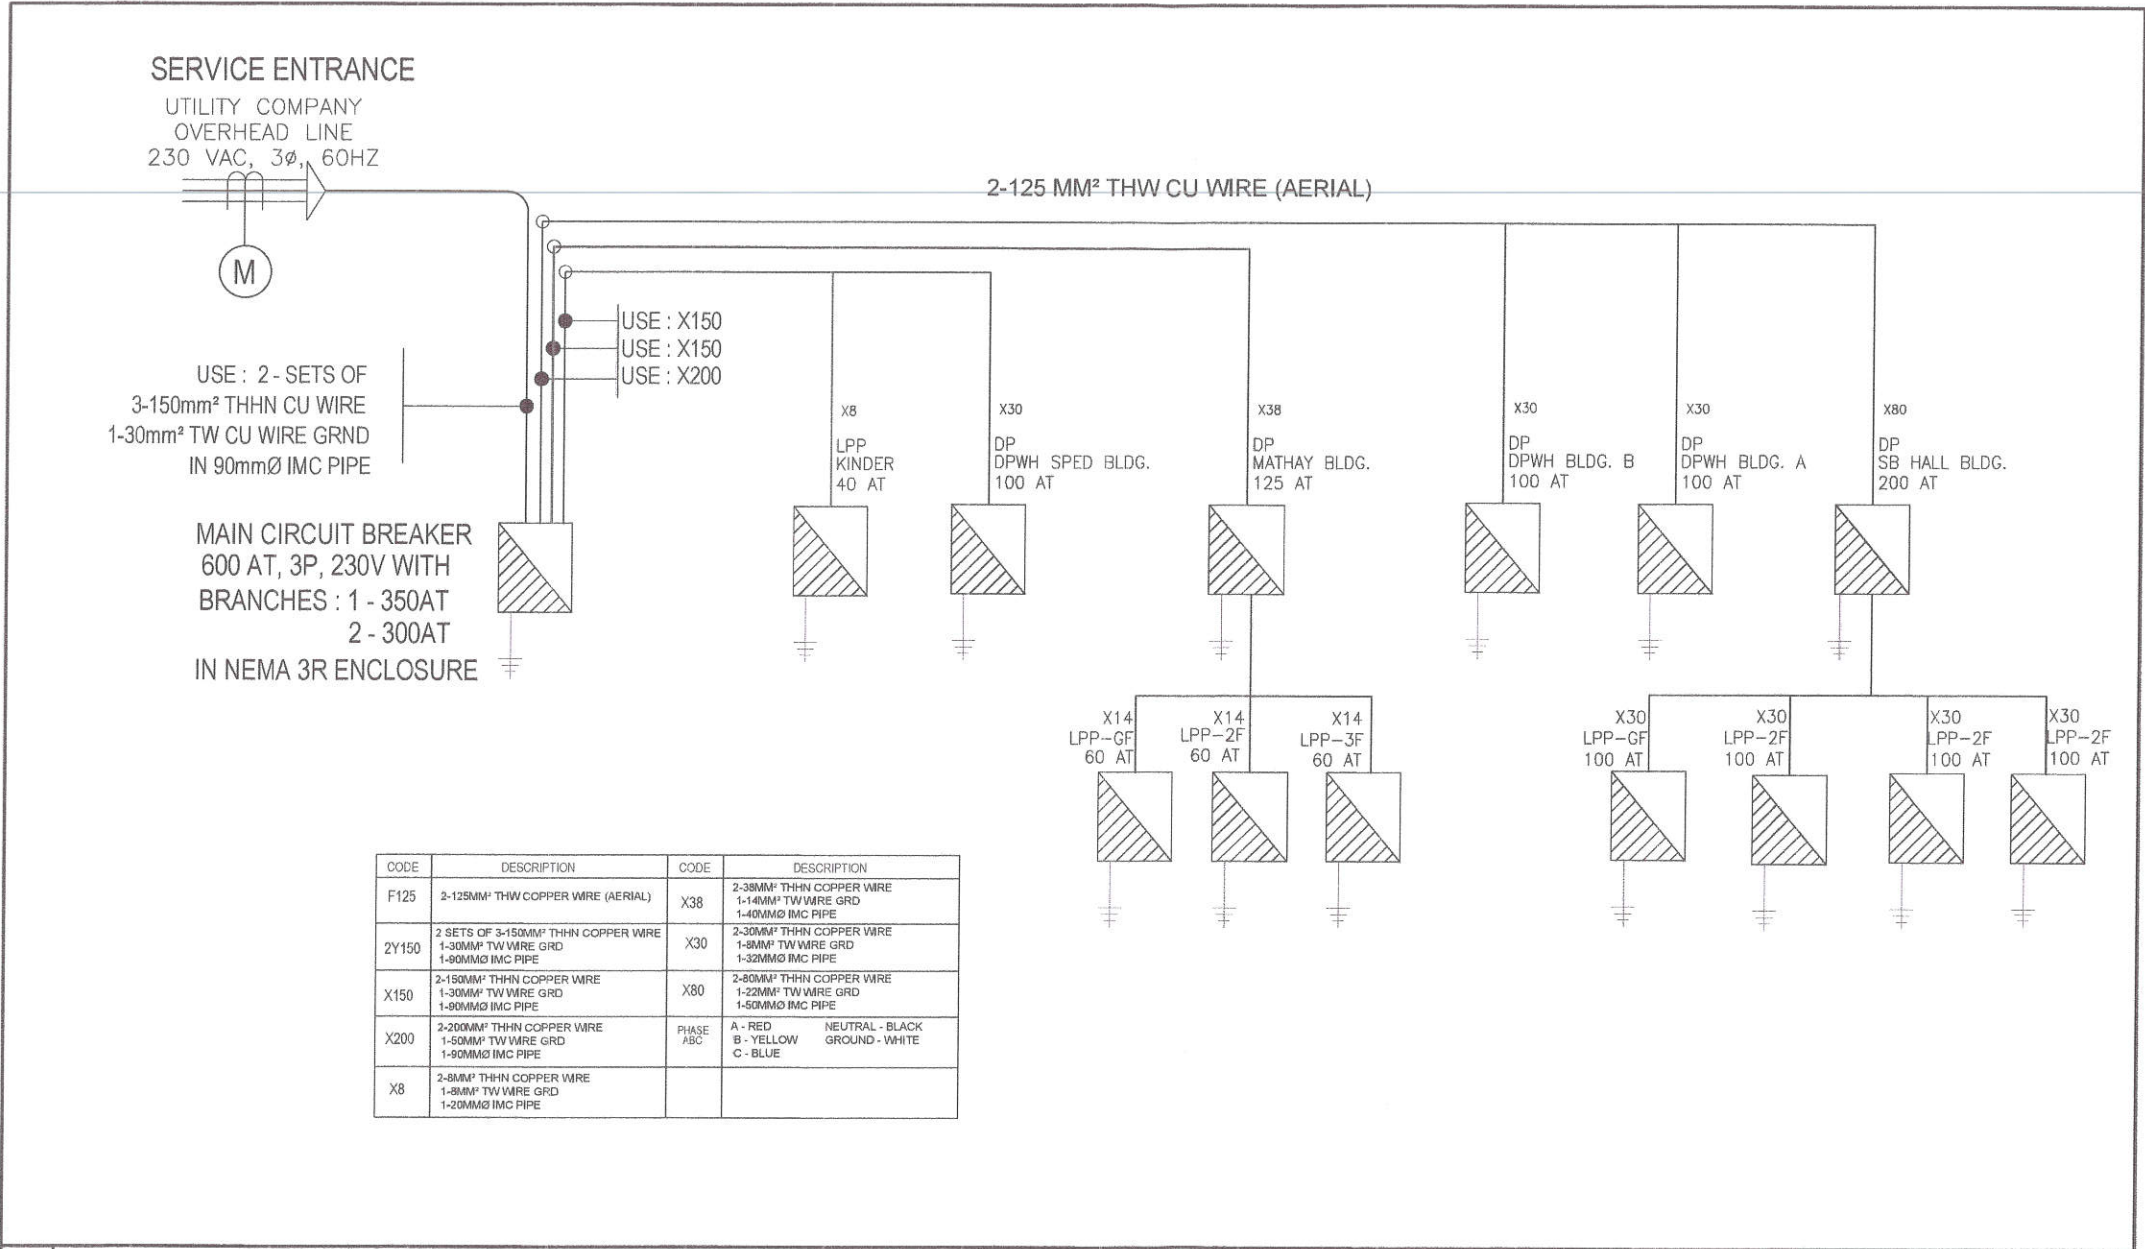 SERVICE ENTRANCE
UTILITY COMPANY
OVERHEAD LINE
230 VAC, 3ø, 60HZ
M
2-125 MM² THW CU WIRE (AERIAL)
USE : X150
USE : X150
USE : X200
USE : 2 - SETS OF
3-150mm² THHN CU WIRE
1-30mm² TW CU WIRE GRND
IN 90mmØ IMC PIPE
MAIN CIRCUIT BREAKER
600 AT, 3P, 230V WITH
BRANCHES : 1 - 350AT
2 - 300AT
IN NEMA 3R ENCLOSURE
X8
LPP
KINDER
40 AT
X30
DP
DPWH SPED BLDG.
100 AT
X38
DP
MATHAY BLDG.
125 AT
X30
DP
DPWH BLDG. B
100 AT
X30
DP
DPWH BLDG. A
100 AT
X80
DP
SB HALL BLDG.
200 AT
X14
LPP-GF
60 AT
X14
LPP-2F
60 AT
X14
LPP-3F
60 AT
X30
LPP-GF
100 AT
X30
LPP-2F
100 AT
X30
LPP-2F
100 AT
X30
LPP-2F
100 AT
CODE DESCRIPTION CODE DESCRIPTION
F125
2-125MM² THW COPPER WIRE (AERIAL)
X38
2-38MM² THHN COPPER WIRE
1-14MM² TW WIRE GRD
1-40MMØ IMC PIPE
2Y150
2 SETS OF 3-150MM² THHN COPPER WIRE
1-30MM² TW WIRE GRD
1-90MMØ IMC PIPE
X30
2-30MM² THHN COPPER WIRE
1-8MM² TW WIRE GRD
1-32MMØ IMC PIPE
X150
2-150MM² THHN COPPER WIRE
1-30MM² TW WIRE GRD
1-90MMØ IMC PIPE
X80
2-80MM² THHN COPPER WIRE
1-22MM² TW WIRE GRD
1-50MMØ IMC PIPE
X200
2-200MM² THHN COPPER WIRE
1-50MM² TW WIRE GRD
1-90MMØ IMC PIPE
PHASE
ABC
A - RED NEUTRAL - BLACK
B - YELLOW GROUND - WHITE
C - BLUE
X8
2-8MM² THHN COPPER WIRE
1-8MM² TW WIRE GRD
1-20MMØ IMC PIPE